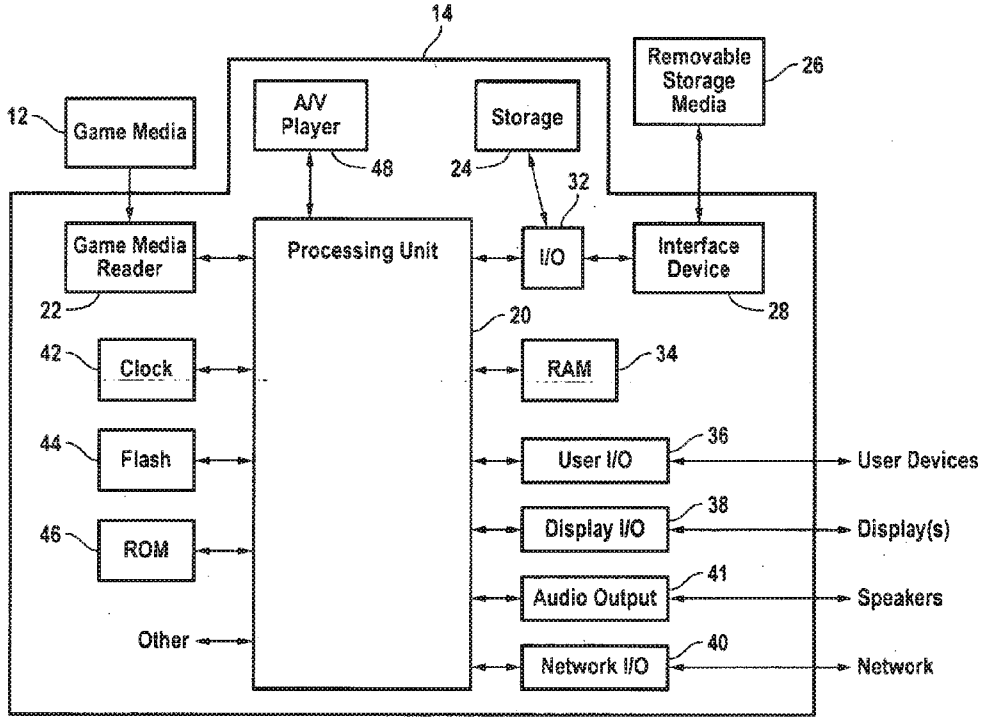 14
Removable
Storage
Media
26
12
Game Media
A/V
Player
48
Storage
24
32
Game Media
Reader
22
Processing Unit
I/O
Interface
Device
28
20
42
Clock
RAM
34
44
Flash
User I/O
36
User Devices
46
ROM
Display I/O
38
Display(s)
Audio Output
41
Speakers
Other
Network I/O
40
Network